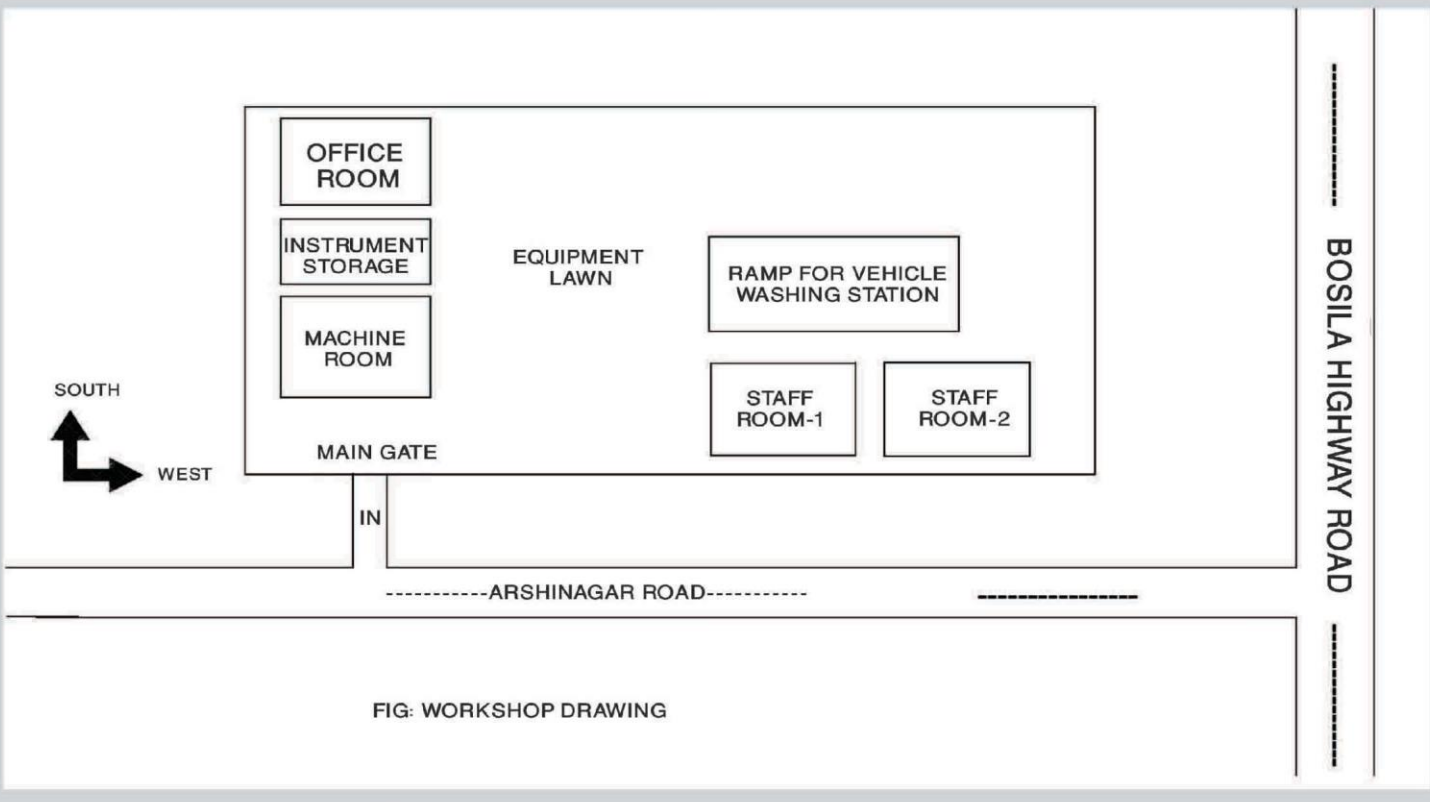 OFFICE
ROOM
INSTRUMENT
STORAGE
EQUIPMENT
LAWN
RAMP FOR VEHICLE
WASHING STATION
MACHINE
ROOM
STAFF
ROOM-1
STAFF
ROOM-2
SOUTH
WEST
MAIN GATE
IN
BOSILA HIGHWAY ROAD
-----------ARSHINAGAR ROAD-----------
FIG: WORKSHOP DRAWING